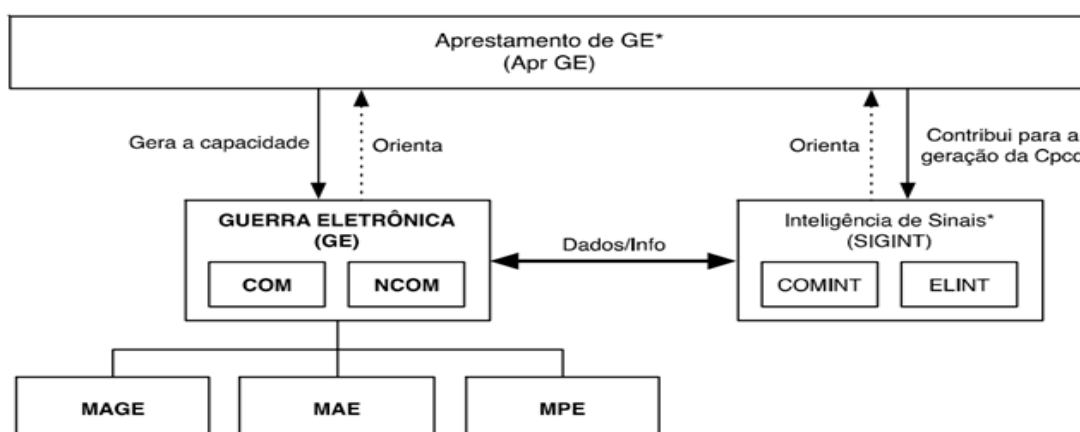 Aprestamento de GE*
(Apr GE)
Gera a capacidade
Orienta
Orienta
Contribui para a
geração da Cpcd
GUERRA ELETRÔNICA
(GE)
COM
NCOM
Dados/Info
Inteligência de Sinais*
(SIGINT)
COMINT
ELINT
MAGE
MAE
MPE